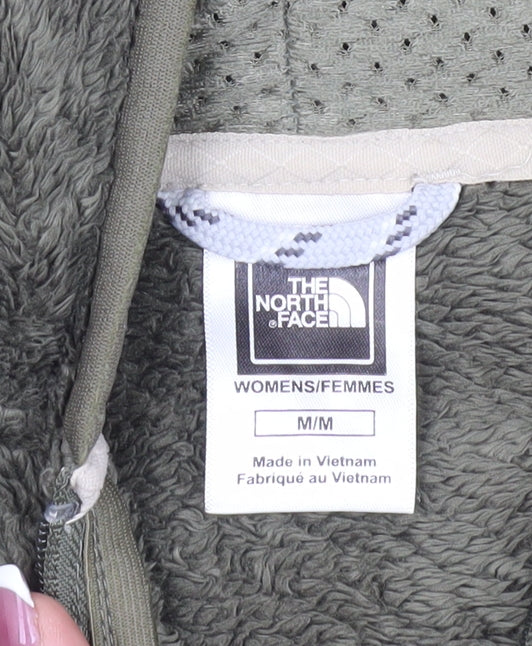 THE
NORTH
®FACE
WOMENS/FEMMES
M/M
Made in Vietnam
Fabriqué au Vietnam